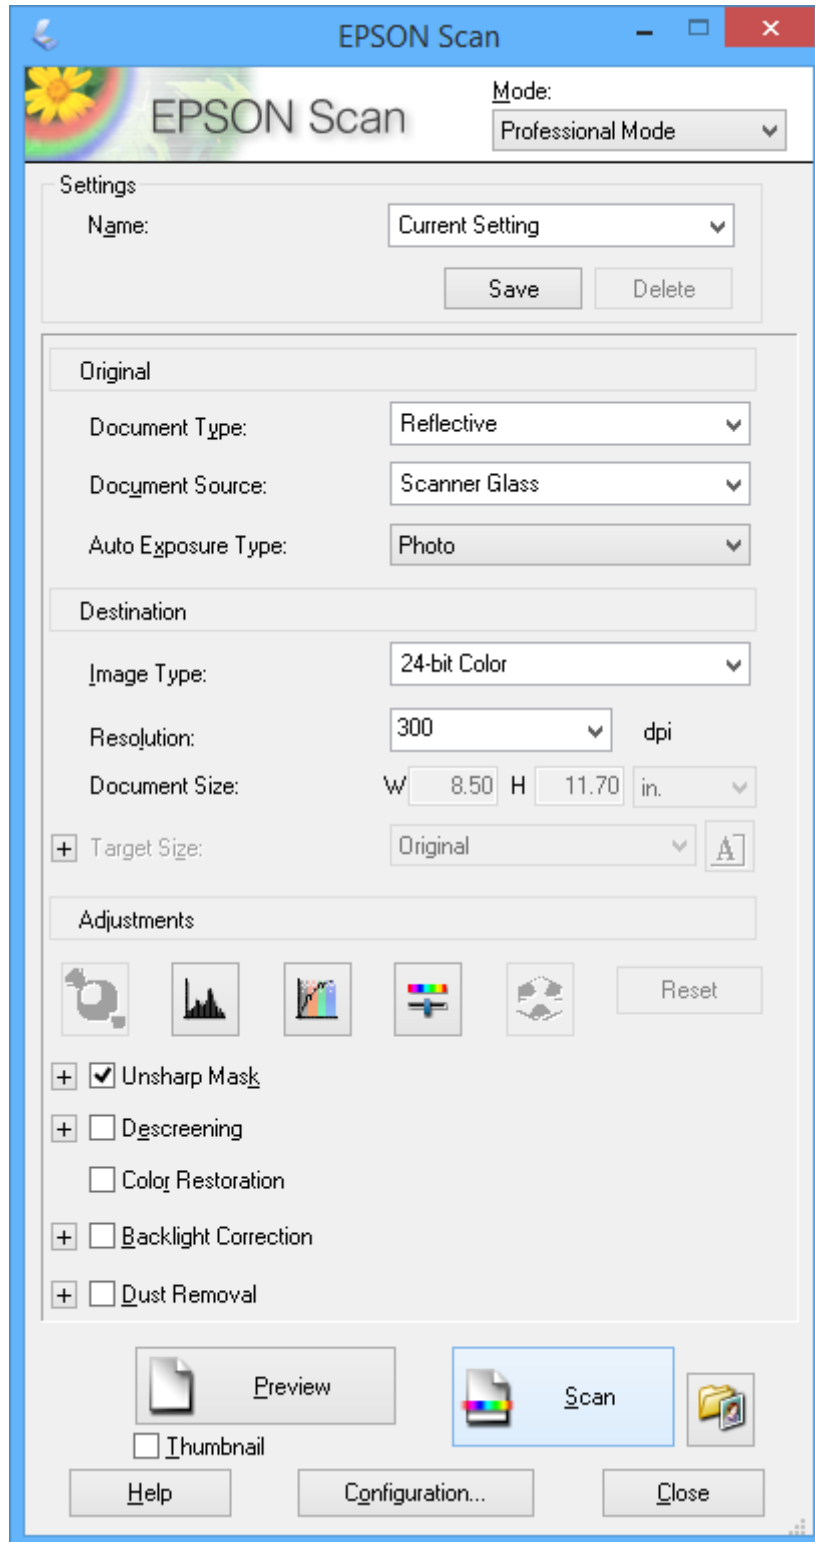 EPSON Scan
EPSON Scan
Mode:
Professional Mode
Settings
Name: Current Setting
Save Delete
Original
Document Type: Reflective
Document Source: Scanner Glass
Auto Exposure Type: Photo
Destination
Image Type: 24-bit Color
Resolution: 300 dpi
Document Size: W 8.50 H 11.70 in.
+ Target Size: Original A
Adjustments
Reset
+ Unsharp Mask
+ Descreening
Color Restoration
+ Backlight Correction
+ Dust Removal
Preview Scan
Thumbnail
Help Configuration... Close